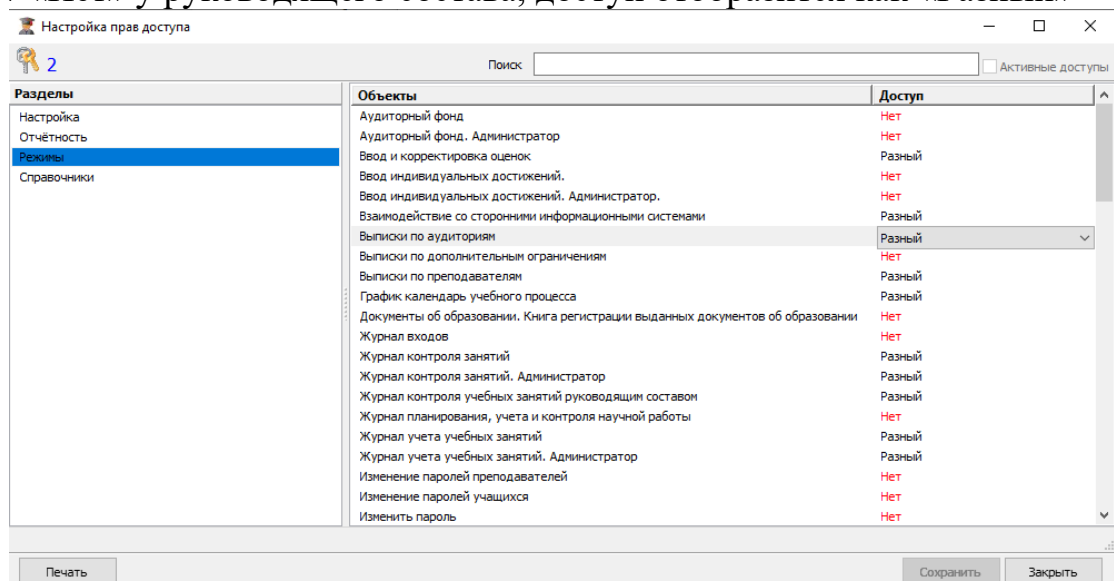 у руководящего состава, доступ отобразится как «Разный»
Настройка прав доступа
2 Поиск Активные доступы
Разделы Объекты Доступ
Настройка Аудиторный фонд Нет
Отчётность Аудиторный фонд. Администратор Нет
Режимы Ввод и корректировка оценок Разный
Справочники Ввод индивидуальных достижений. Нет
Ввод индивидуальных достижений. Администратор. Нет
Взаимодействие со сторонними информационными системами Разный
Выписки по аудиториям Разный
Выписки по дополнительным ограничениям Нет
Выписки по преподавателям Разный
График календарь учебного процесса Разный
Документы об образовании. Книга регистрации выданных документов об образовании Нет
Журнал входов Нет
Журнал контроля занятий Разный
Журнал контроля занятий. Администратор Разный
Журнал контроля учебных занятий руководящим составом Разный
Журнал планирования, учета и контроля научной работы Нет
Журнал учета учебных занятий Разный
Журнал учета учебных занятий. Администратор Разный
Изменение паролей преподавателей Нет
Изменение паролей учащихся Нет
Изменить пароль Нет
Печать Сохранить Закрыть